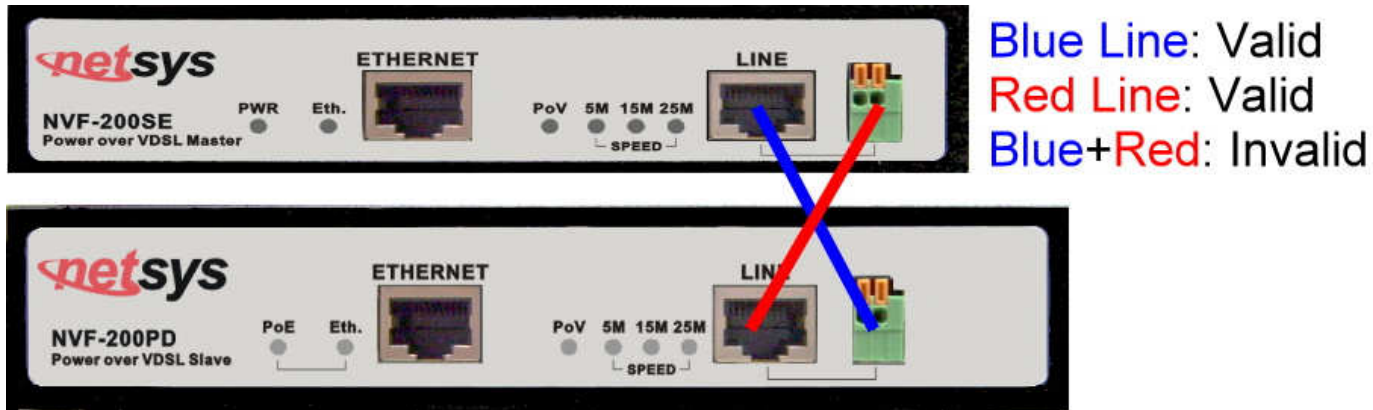 netsys
ETHERNET
LINE
NVF-200SE
Power over VDSL Master
PWR Eth.
PoV 5M 15M 25M
SPEED
Blue Line: Valid
Red Line: Valid
Blue+Red: Invalid
netsys
ETHERNET
LINE
NVF-200PD
Power over VDSL Slave
PoE Eth.
PoV 5M 15M 25M
SPEED